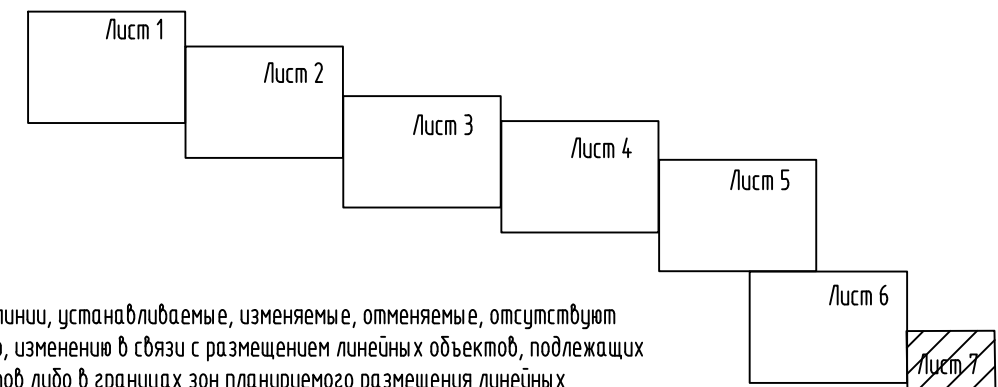 Лист 1
Лист 2
Лист 3
Лист 4
Лист 5
Лист 6
Лист 7
линии, устанавливаемые, изменяемые, отменяемые, отсутствуют
, изменению в связи с размещением линейных объектов, подлежащих
либо в границах зон планируемого размещения линейных